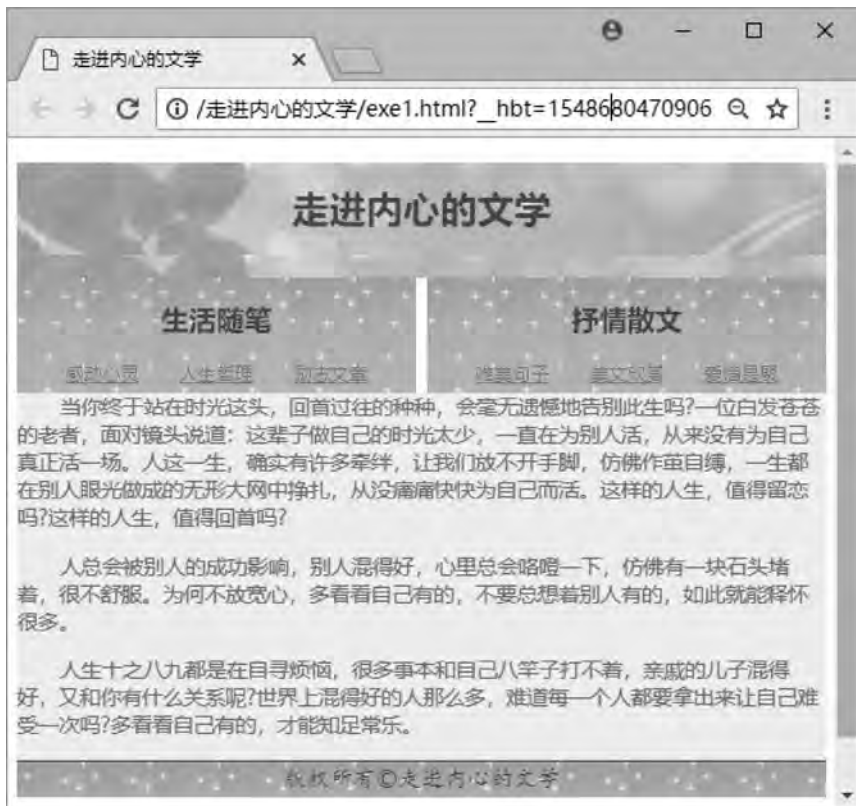 走进内心的文学
/走进内心的文学/exe1.html?__hbt=1548680470906
走进内心的文学
生活随笔 抒情散文
感动心灵 人生哲理 励志文章 唯美句子 美文欣赏 爱情是哪
当你终于站在时光这头，回首过往的种种，会毫无遗憾地告别此生吗?一位白发苍苍
的老者，面对镜头说道：这辈子做自己的时光太少，一直在为别人活，从来没有为自己
真正活一场。人这一生，确实有许多牵绊，让我们放不开手脚，仿佛作茧自缚，一生都
在别人眼光做成的无形大网中挣扎，从没痛痛快快为自己而活。这样的人生，值得留恋
吗?这样的人生，值得回首吗?
人总会被别人的成功影响，别人混得好，心里总会咯噔一下，仿佛有一块石头堵
着，很不舒服。为何不放宽心，多看看自己有的，不要总想着别人有的，如此就能释怀
很多。
人生十之八九都是在自寻烦恼，很多事本和自己八竿子打不着，亲戚的儿子混得
好，又和你有什么关系呢?世界上混得好的人那么多，难道每一个人都要拿出来让自己难
受一次吗?多看看自己有的，才能知足常乐。
版权所有©走进内心的文学